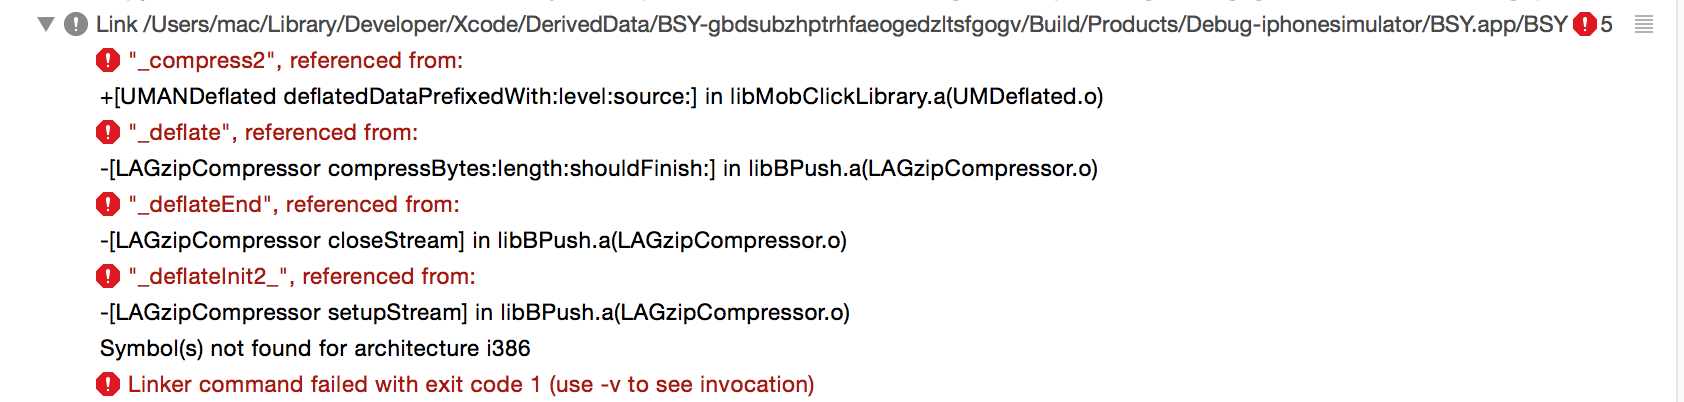 Link /Users/mac/Library/Developer/Xcode/DerivedData/BSY-gbdsubzhptrhfaeogedzltsfgogv/Build/Products/Debug-iphonesimulator/BSY.app/BSY 5
"_compress2", referenced from:
+[UMANDeflated deflatedDataPrefixedWith:level:source:] in libMobClickLibrary.a(UMDeflated.o)
"_deflate", referenced from:
-[LAGzipCompressor compressBytes:length:shouldFinish:] in libBPush.a(LAGzipCompressor.o)
"_deflateEnd", referenced from:
-[LAGzipCompressor closeStream] in libBPush.a(LAGzipCompressor.o)
"_deflateInit2_", referenced from:
-[LAGzipCompressor setupStream] in libBPush.a(LAGzipCompressor.o)
Symbol(s) not found for architecture i386
Linker command failed with exit code 1 (use -v to see invocation)